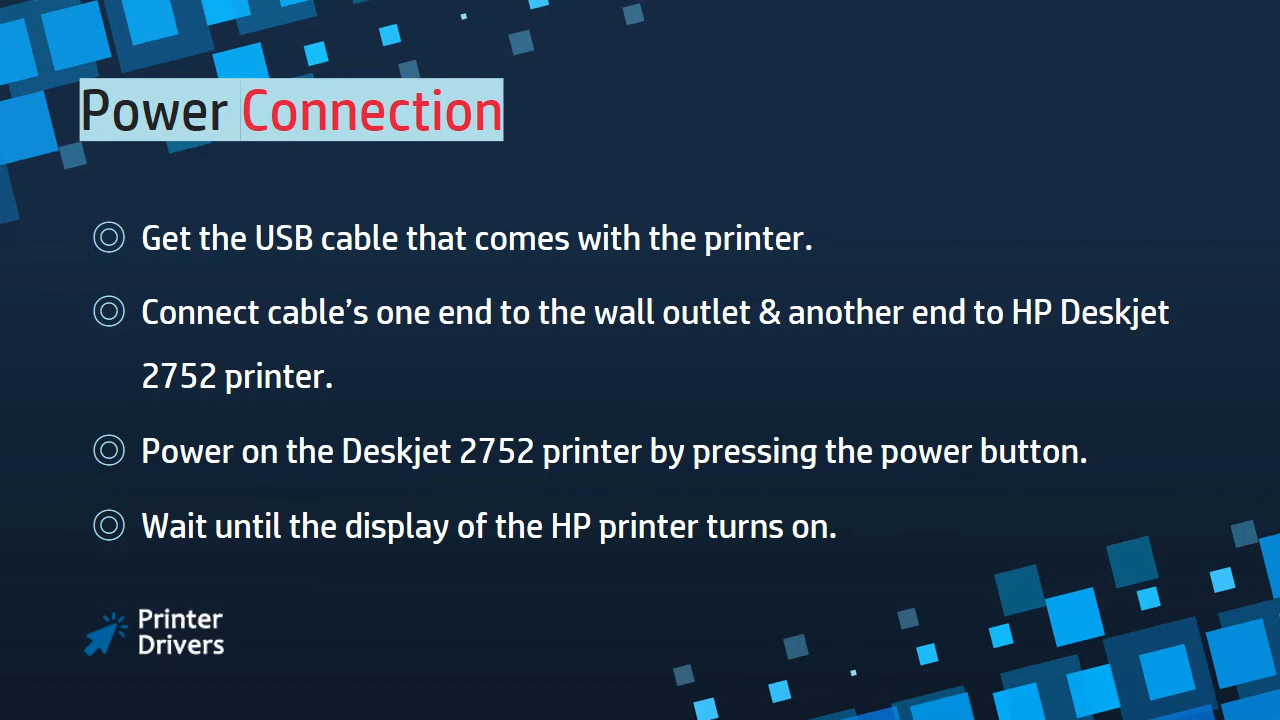 Power Connection
◎ Get the USB cable that comes with the printer.
◎ Connect cable’s one end to the wall outlet & another end to HP Deskjet
2752 printer.
◎ Power on the Deskjet 2752 printer by pressing the power button.
◎ Wait until the display of the HP printer turns on.
Printer
Drivers